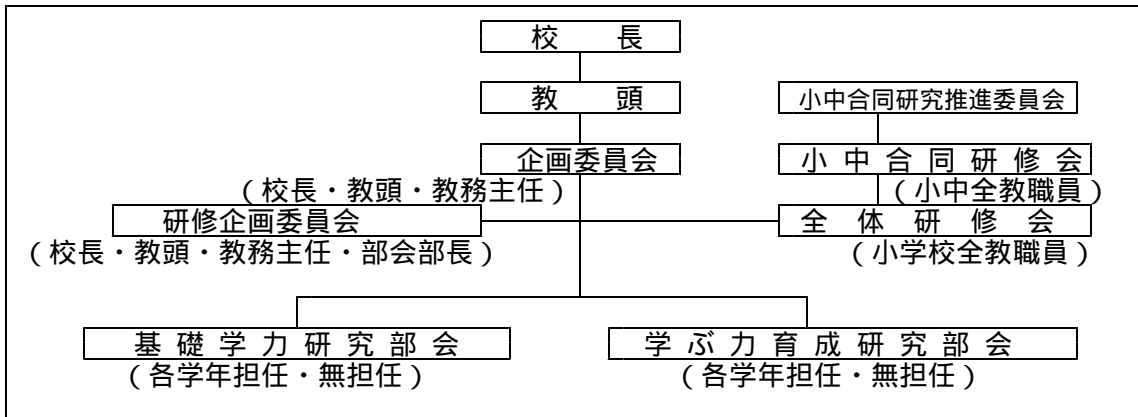 校長
教頭
小中合同研究推進委員会
企画委員会
小中合同研修会
(校長・教頭・教務主任)
(小中全教職員)
研修企画委員会
全体研修会
(校長・教頭・教務主任・部会部長)
(小学校全教職員)
基礎学力研究部会
学ぶ力育成研究部会
(各学年担任・無担任)
(各学年担任・無担任)